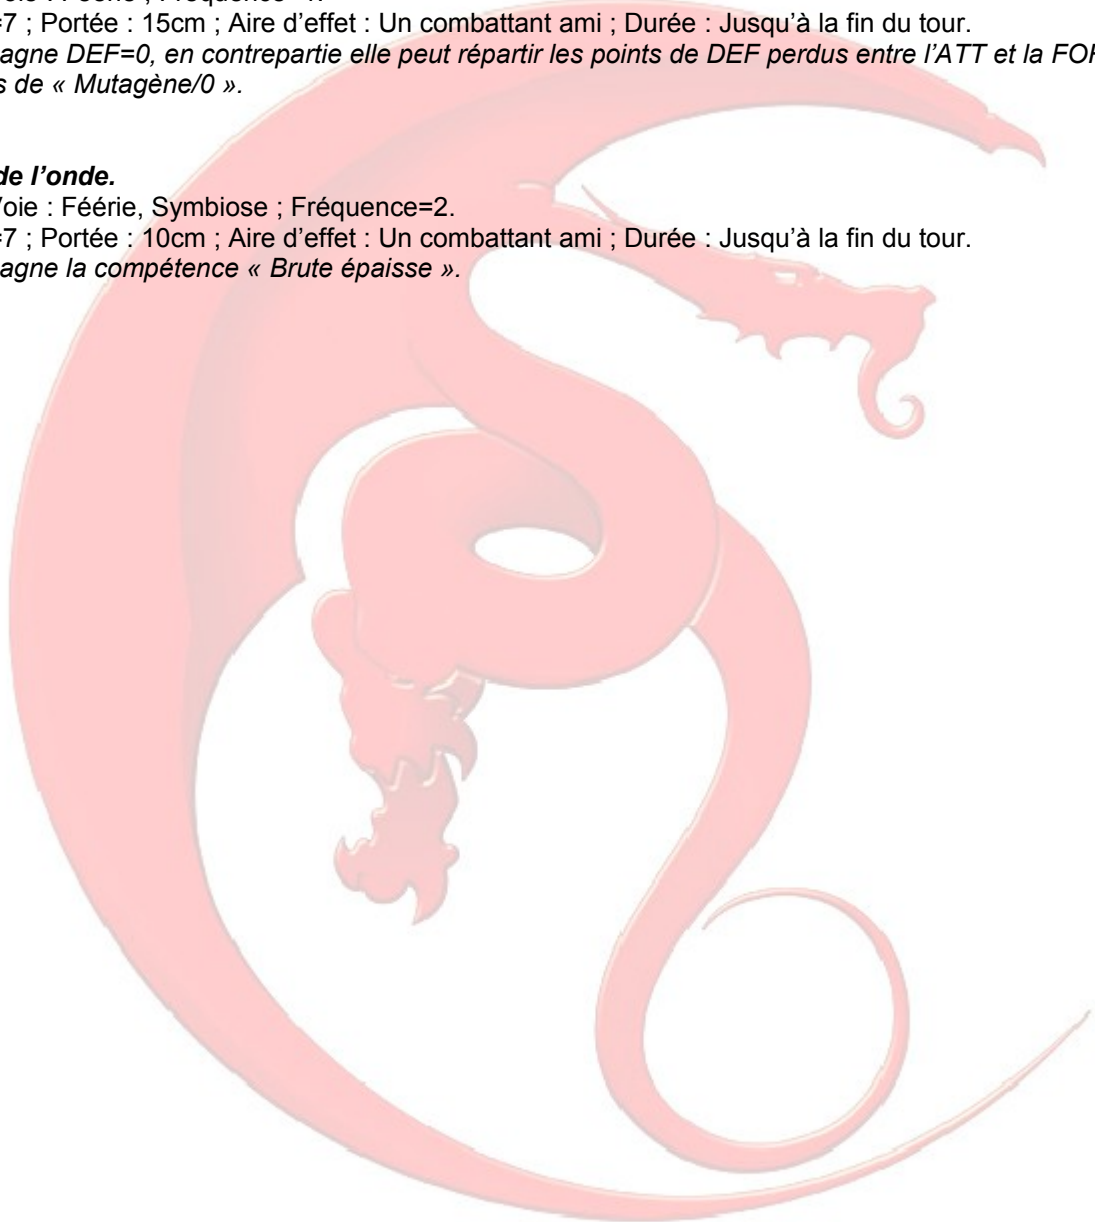 =7 ; Portée : 15cm ; Aire d’effet : Un combattant ami ; Durée : Jusqu’à la fin du tour.
agne DEF=0, en contrepartie elle peut répartir les points de DEF perdus entre l’ATT et la FOR
s de « Mutagène/0 ».
de l’onde.
Voie : Féérie, Symbiose ; Fréquence=2.
=7 ; Portée : 10cm ; Aire d’effet : Un combattant ami ; Durée : Jusqu’à la fin du tour.
agne la compétence « Brute épaisse ».